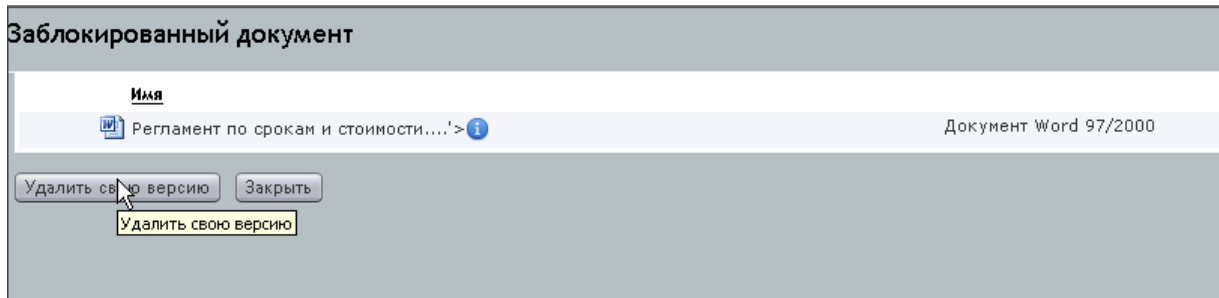 Заблокированный документ
Имя
Регламент по срокам и стоимости....'> Документ Word 97/2000
Удалить свою версию Закрыть
Удалить свою версию